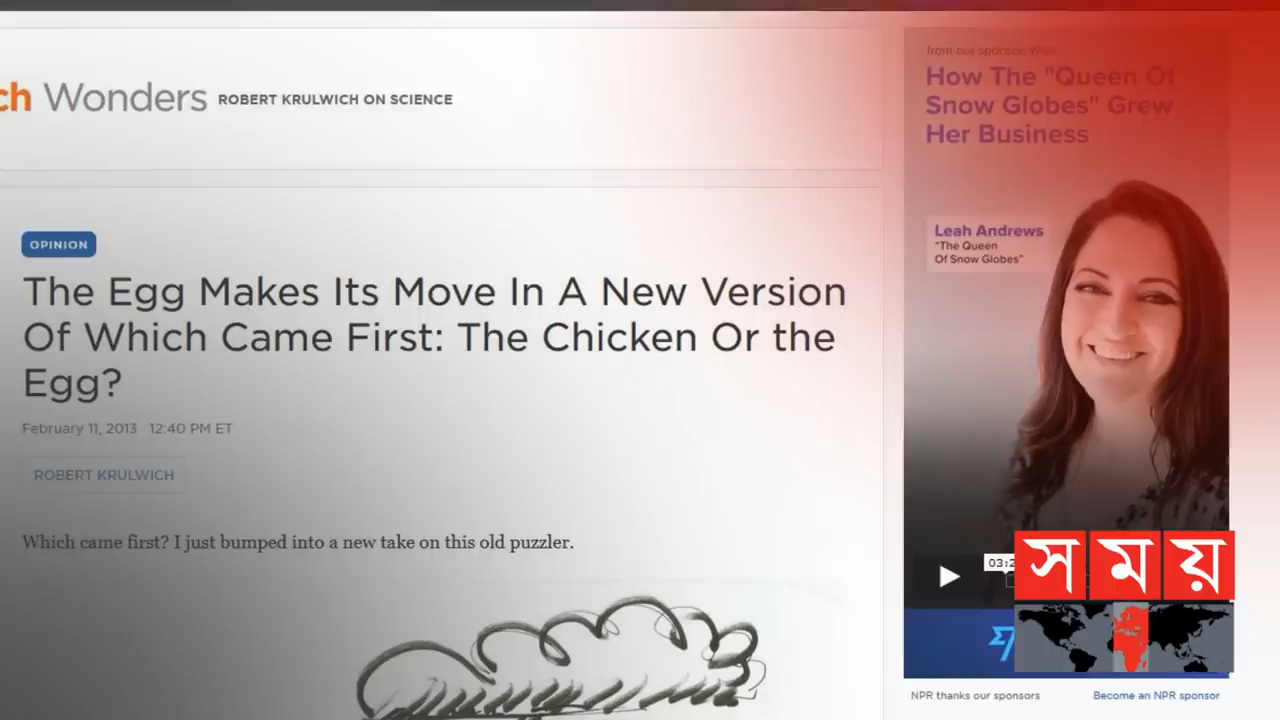 ch Wonders ROBERT KRULWICH ON SCIENCE
OPINION
The Egg Makes Its Move In A New Version
Of Which Came First: The Chicken Or the
Egg?
February 11, 2013 · 12:40 PM ET
ROBERT KRULWICH
Which came first? I just bumped into a new take on this old puzzler.
from our sponsor
How The "Queen Of
Snow Globes" Grew
Her Business
Leah Andrews
"The Queen
Of Snow Globes"
সময়
NPR thanks our sponsors
Become an NPR sponsor